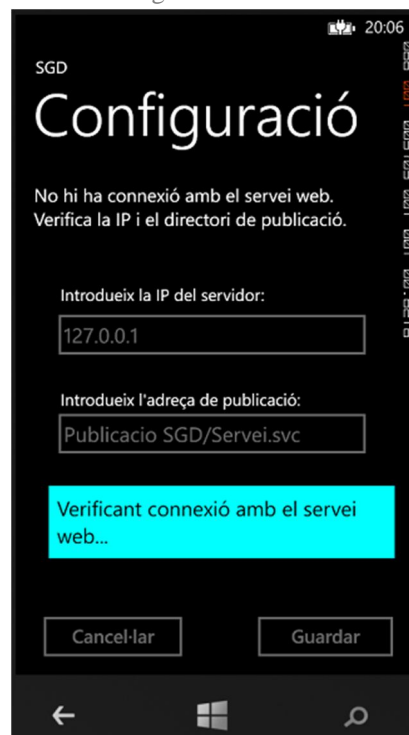 20:06
SGD
Configuració
No hi ha connexió amb el servei web.
Verifica la IP i el directori de publicació.
Introdueix la IP del servidor:
127.0.0.1
Introdueix l'adreça de publicació:
Publicacio SGD/Servei.svc
Verificant connexió amb el servei
web...
Cancel·lar
Guardar